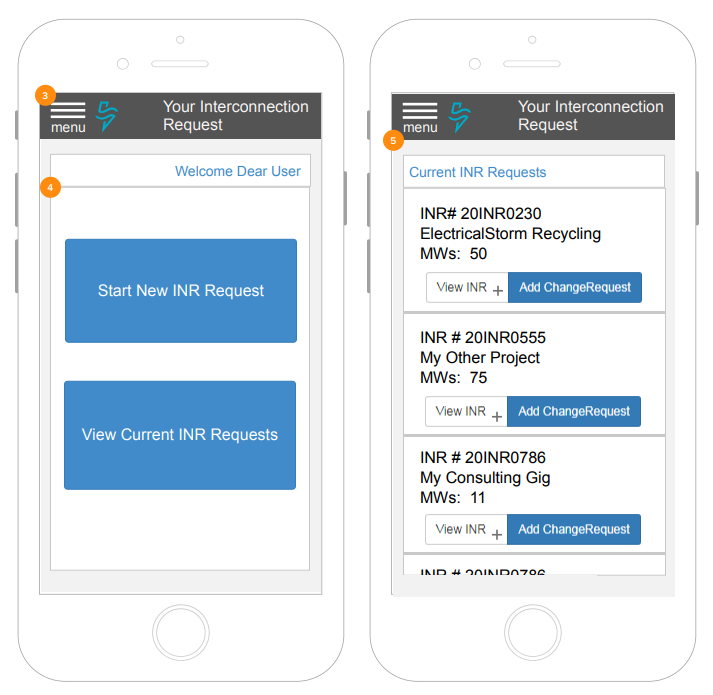 3
menu
Your Interconnection
Request
Welcome Dear User
4
Start New INR Request
View Current INR Requests
menu
Your Interconnection
Request
5
Current INR Requests
INR# 20INR0230
ElectricalStorm Recycling
MWs: 50
View INR + Add ChangeRequest
INR # 20INR0555
My Other Project
MWs: 75
View INR + Add ChangeRequest
INR # 20INR0786
My Consulting Gig
MWs: 11
View INR + Add ChangeRequest
INR # 20INR0786